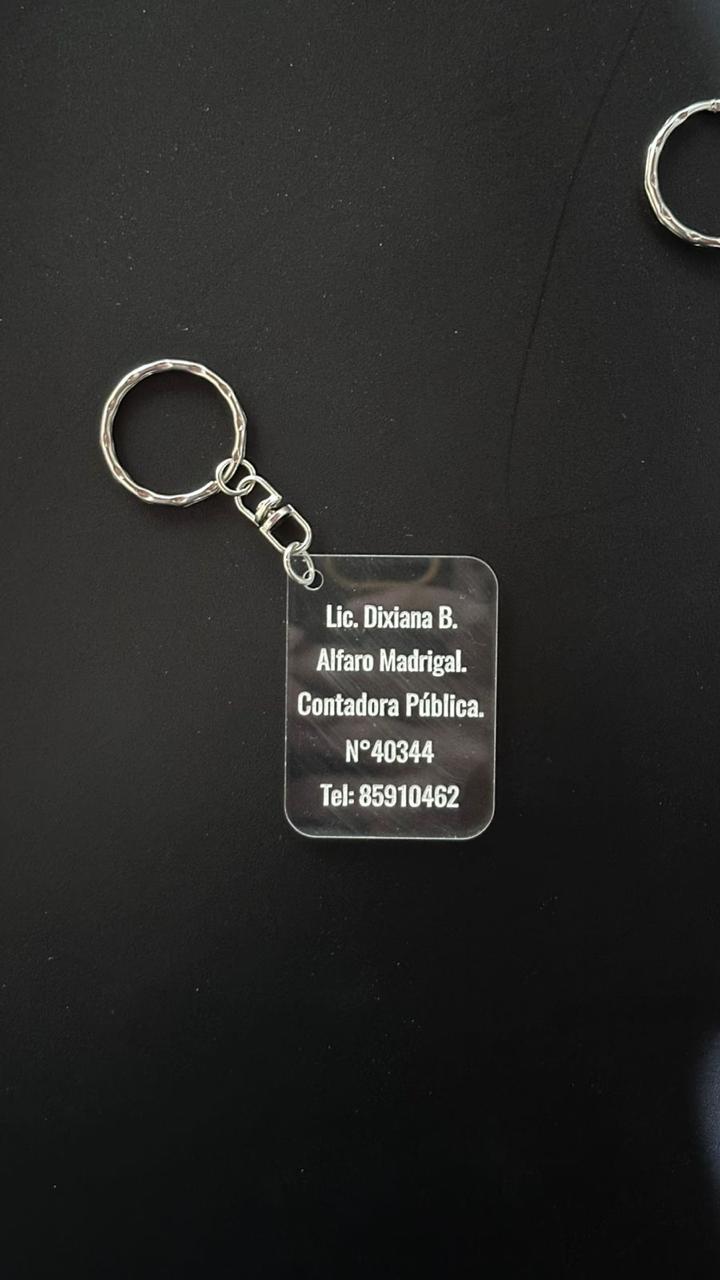 Lic. Dixiana B.
Alfaro Madrigal.
Contadora Pública.
N°40344
Tel: 85910462